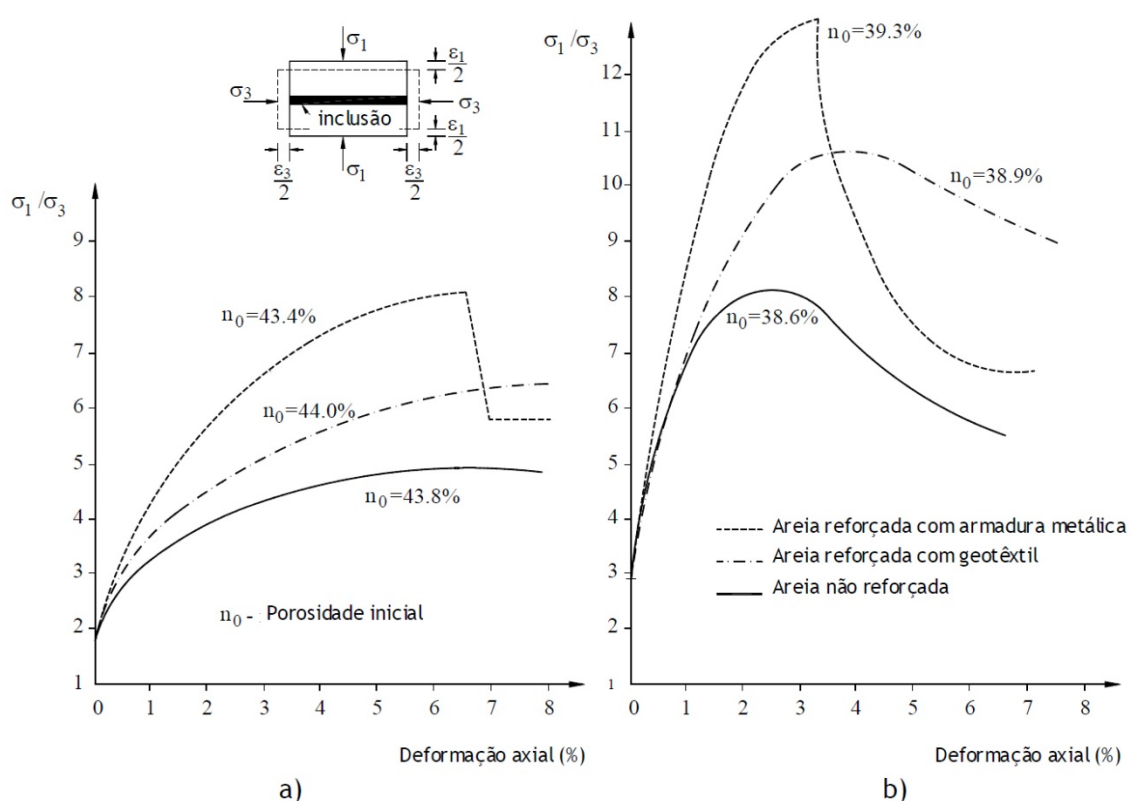 σ1
ε1
2
σ3
σ3
inclusão
ε1
2
ε3
2
σ1
ε3
2
σ1 /σ3
9
8
7
6
5
4
3
2
1
n0=43.4%
n0=44.0%
n0=43.8%
n0 - Porosidade inicial
0 1 2 3 4 5 6 7 8
Deformação axial (%)
a)
σ1 /σ3
12
11
10
9
8
7
6
5
4
3
2
1
n0=39.3%
n0=38.9%
n0=38.6%
Areia reforçada com armadura metálica
Areia reforçada com geotêxtil
Areia não reforçada
0 1 2 3 4 5 6 7 8
Deformação axial (%)
b)